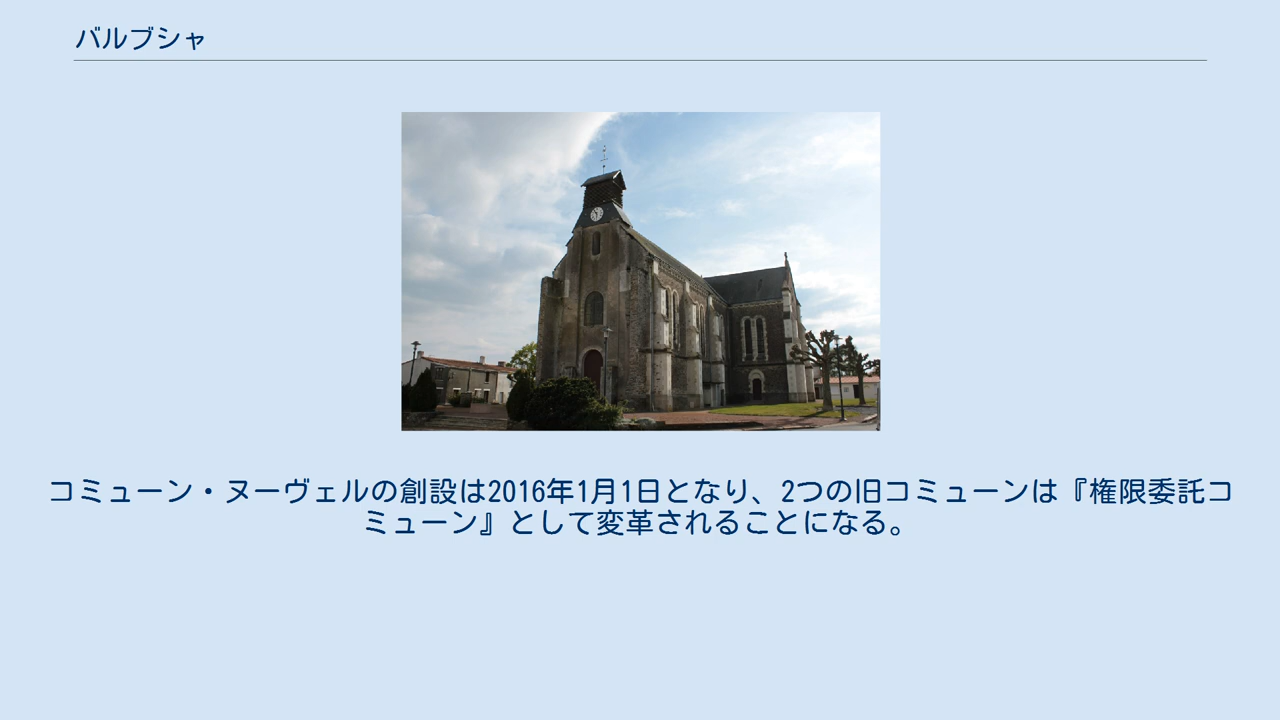 バルブシャ
コミューン・ヌーヴェルの創設は2016年1月1日となり、2つの旧コミューンは『権限委託コ
ミューン』として変革されることになる。